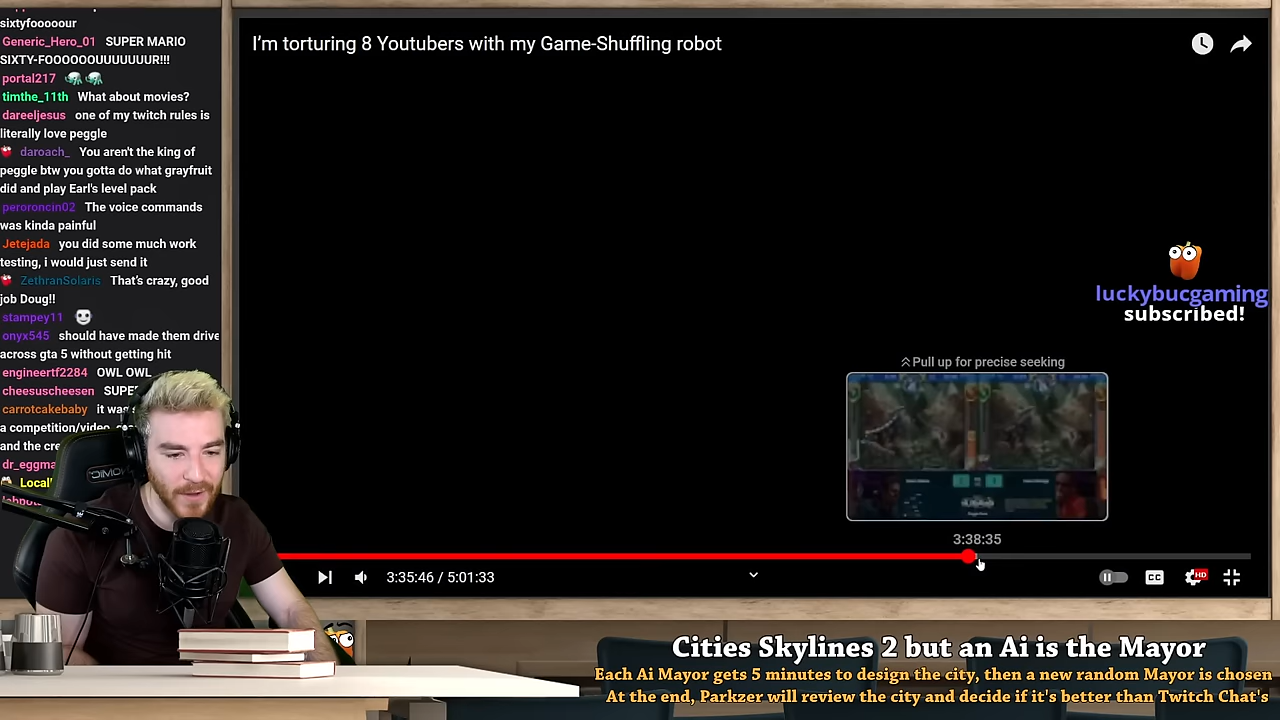 sixtyfoooour
Generic_Hero_01 SUPER MARIO
SIXTY-FOOOOOUUUUUUUR!!!
portal217
timthe_11th What about movies?
dareeljesus one of my twitch rules is
literally love peggle
daroach_ You aren't the king of
peggle btw you gotta do what grayfruit
did and play Earl's level pack
peroroncin02 The voice commands
was kinda painful
Jetejada you did some much work
testing, i would just send it
ZethranSolaris That's crazy, good
job Doug!!
stampey11
onyx545 should have made them drive
across gta 5 without getting hit
engineertf2284 OWL OWL
cheesuscheesen SUPE
carrotcakebaby it was
a competition/video
and the cre
dr_eggma
Local
I'm torturing 8 Youtubers with my Game-Shuffling robot
luckybucgaming
subscribed!
Pull up for precise seeking
3:38:35
3:35:46 / 5:01:33
CC
HD
Cities Skylines 2 but an Ai is the Mayor
Each Ai Mayor gets 5 minutes to design the city, then a new random Mayor is chosen
At the end, Parkzer will review the city and decide if it's better than Twitch Chat's